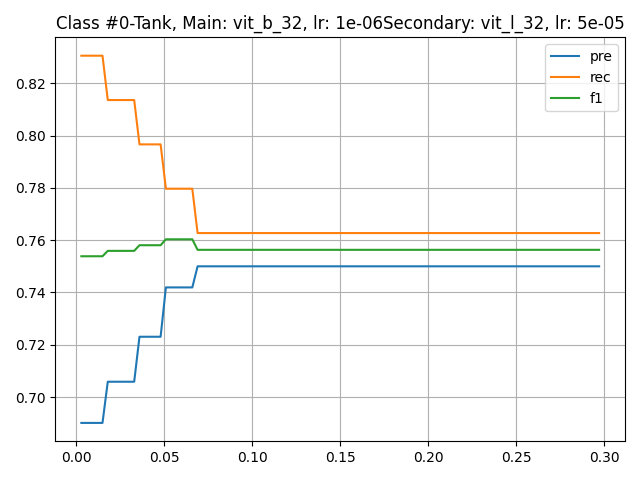 Class #0-Tank, Main: vit_b_32, lr: 1e-06Secondary: vit_l_32, lr: 5e-05
pre
rec
f1
0.82
0.80
0.78
0.76
0.74
0.72
0.70
0.00 0.05 0.10 0.15 0.20 0.25 0.30